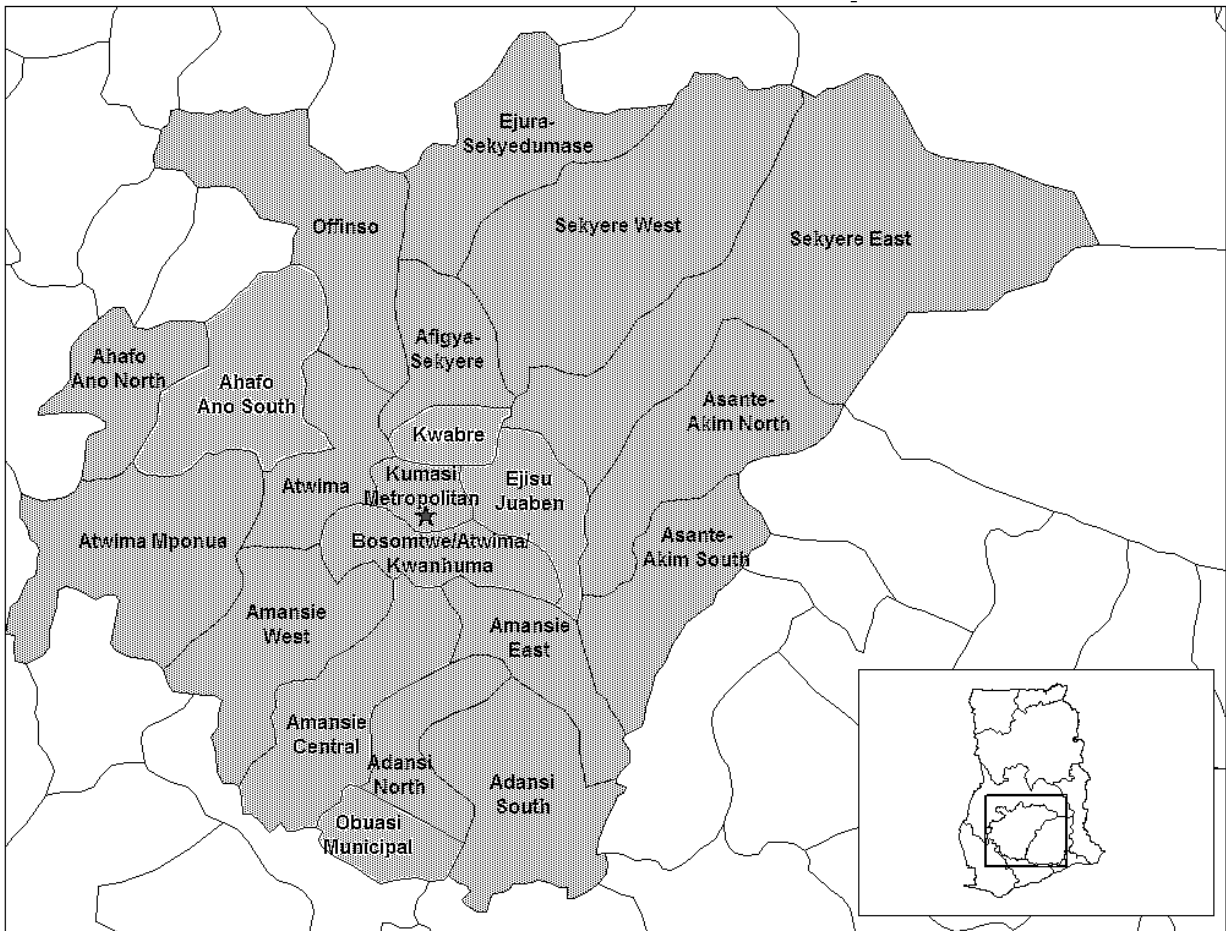 Ejura-
Sekyedumase
Offinso
Sekyere West
Sekyere East
Afigya-
Sekyere
Ahafo
Ano North
Ahafo
Ano South
Asante-
Akim North
Kwabre
Atwima
Kumasi
Metropolitan
Ejisu
Juaben
Atwima Mponua
Bosomtwe/Atwima/
Kwanhuma
Asante-
Akim South
Amansie
West
Amansie
East
Amansie
Central
Adansi
North
Adansi
South
Obuasi
Municipal